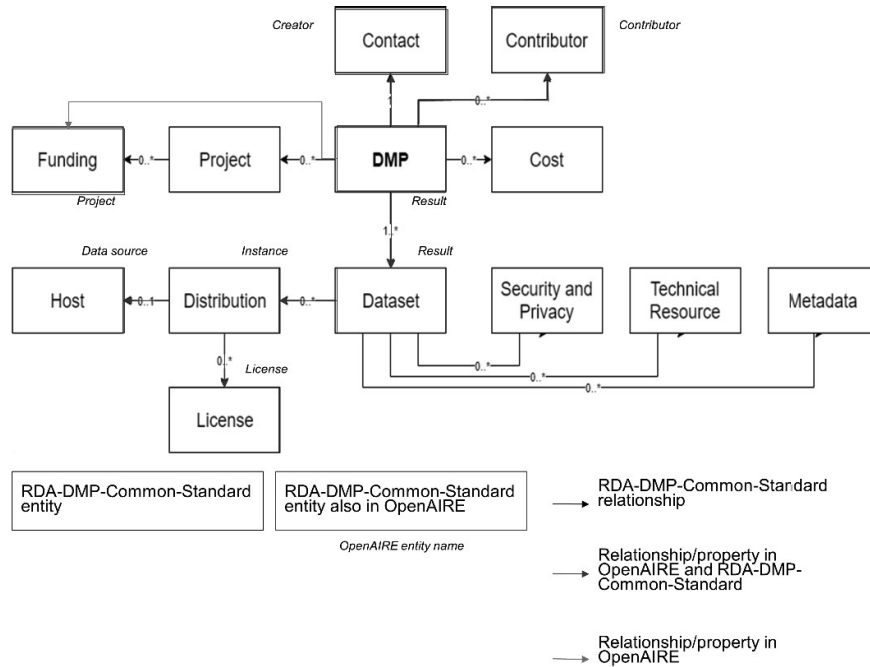 Creator
Contact
Contributor
Contributor
1
0..*
Funding
0..*
Project
0..*
DMP
0..*
Cost
Project
Result
1..*
Data source
Instance
Result
Host
0..1
Distribution
0..*
Dataset
Security and
Privacy
Technical
Resource
Metadata
0..*
License
0..*
0..*
0..*
License
RDA-DMP-Common-Standard
entity
RDA-DMP-Common-Standard
entity also in OpenAIRE
OpenAIRE entity name
RDA-DMP-Common-Standard
relationship
Relationship/property in
OpenAIRE and RDA-DMP-
Common-Standard
Relationship/property in
OpenAIRE